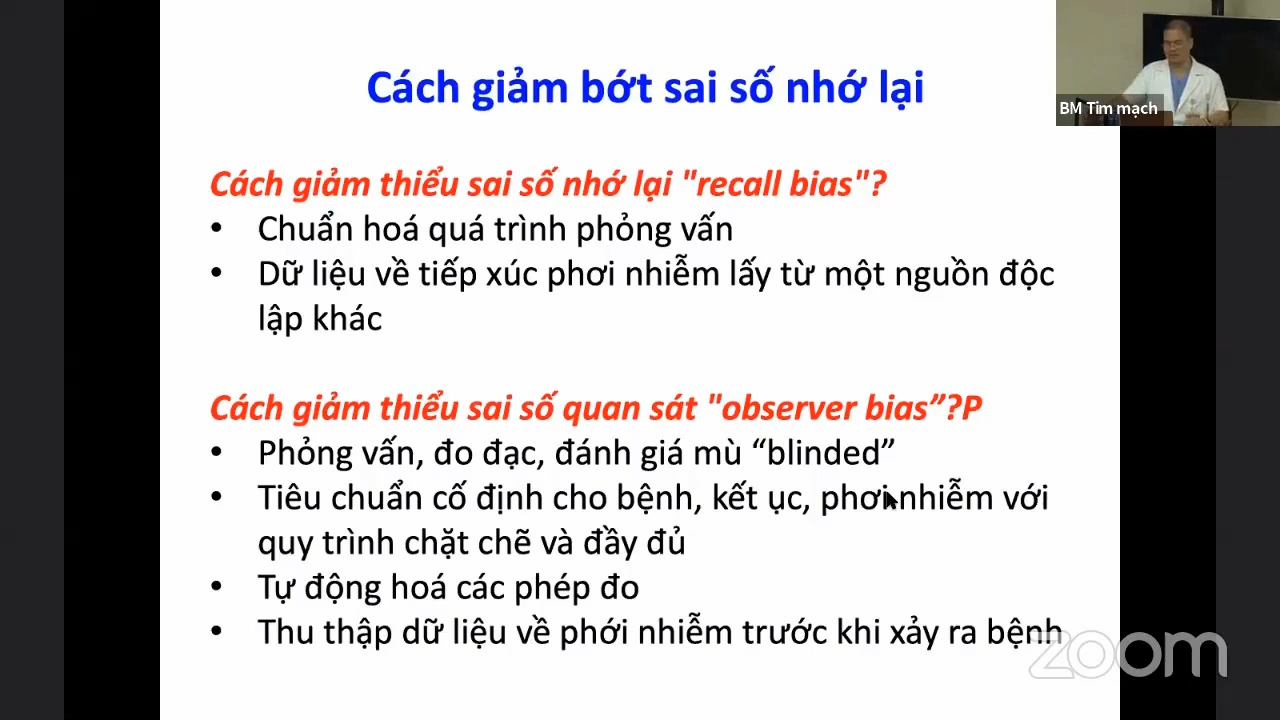 Cách giảm bớt sai số nhớ lại
BM Tim mạch
Cách giảm thiểu sai số nhớ lại "recall bias"?
• Chuẩn hoá quá trình phỏng vấn
• Dữ liệu về tiếp xúc phơi nhiễm lấy từ một nguồn độc
lập khác
Cách giảm thiểu sai số quan sát "observer bias”?P
• Phỏng vấn, đo đạc, đánh giá mù “blinded”
• Tiêu chuẩn cố định cho bệnh, kết ục, phơi nhiễm với
quy trình chặt chẽ và đầy đủ
• Tự động hoá các phép đo
• Thu thập dữ liệu về phới nhiễm trước khi xảy ra bệnh
zoom